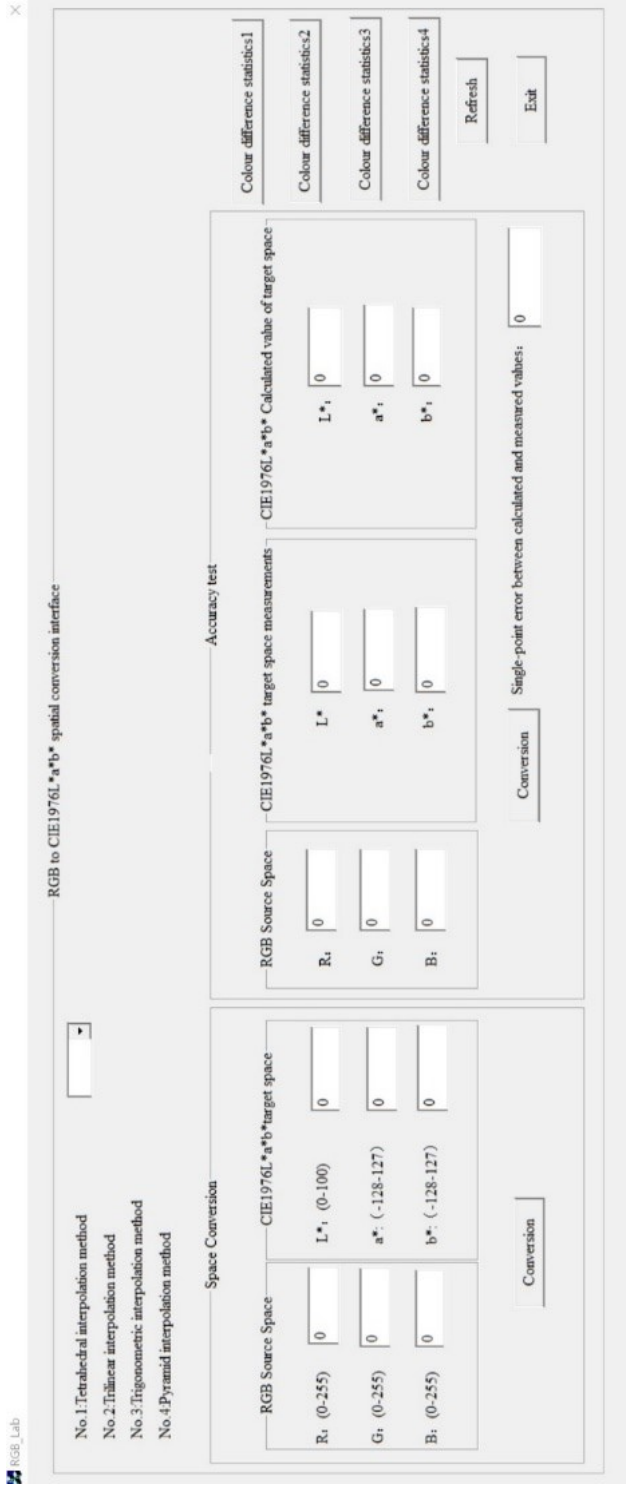 RGB_Lab
RGB to CIE1976L*a*b* spatial conversion interface
No.1:Tetrahedral interpolation method
No.2:Trilinear interpolation method
No.3:Trigonometric interpolation method
No.4:Pyramid interpolation method
Space Conversion
RGB Source Space
R: (0-255) 0
G: (0-255) 0
B: (0-255) 0
CIE1976L*a*b*target space
L*: (0-100) 0
a*: (-128-127) 0
b*: (-128-127) 0
Conversion
Accuracy test
RGB Source Space
R: 0
G: 0
B: 0
CIE1976L*a*b* target space measurements
L* 0
a*: 0
b*: 0
CIE1976L*a*b* Calculated value of target space
L*: 0
a*: 0
b*: 0
Conversion
Single-point error between calculated and measured values: 0
Colour difference statistics1
Colour difference statistics2
Colour difference statistics3
Colour difference statistics4
Refresh
Exit